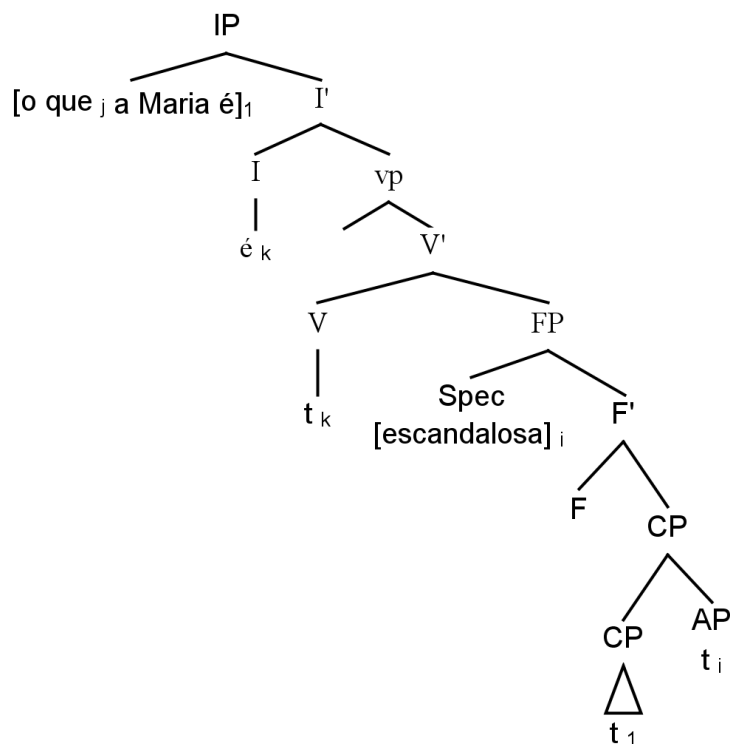 IP
[o que j a Maria é]1 I'
I vp
é k V'
V FP
t k Spec F'
[escandalosa] i
F CP
CP AP
t i
t 1